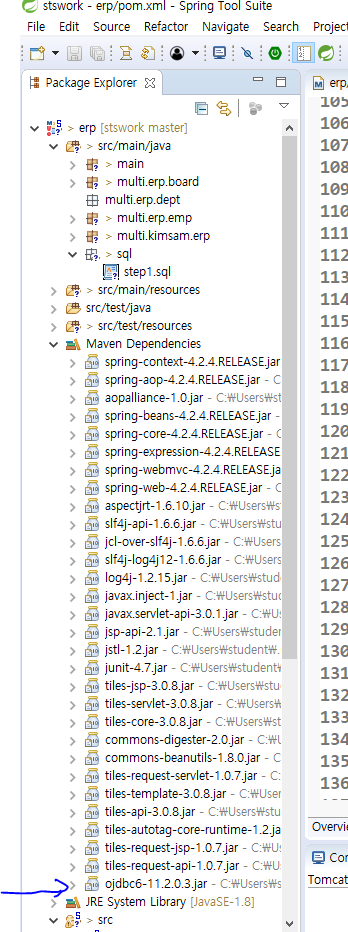 stswork - erp/pom.xml - Spring Tool Suite
File Edit Source Refactor Navigate Search Project
Package Explorer
erp/
> erp [stswork master]
> src/main/java
> main
> multi.erp.board
multi.erp.dept
> multi.erp.emp
> multi.kimsam.erp
> sql
step1.sql
> src/main/resources
src/test/java
> src/test/resources
Maven Dependencies
spring-context-4.2.4.RELEASE.jar
spring-aop-4.2.4.RELEASE.jar - C
aopalliance-1.0.jar - C:₩Users₩st
spring-beans-4.2.4.RELEASE.jar -
spring-core-4.2.4.RELEASE.jar - C
spring-expression-4.2.4.RELEASE
spring-webmvc-4.2.4.RELEASE.ja
spring-web-4.2.4.RELEASE.jar - C
aspectjrt-1.6.10.jar - C:₩Users₩st
slf4j-api-1.6.6.jar - C:₩Users₩stu
jcl-over-slf4j-1.6.6.jar - C:₩Users
slf4j-log4j12-1.6.6.jar - C:₩Users
log4j-1.2.15.jar - C:₩Users₩stud
javax.inject-1.jar - C:₩Users₩stu
javax.servlet-api-3.0.1.jar - C:₩Us
jsp-api-2.1.jar - C:₩Users₩studen
jstl-1.2.jar - C:₩Users₩student₩.
junit-4.7.jar - C:₩Users₩student₩
tiles-jsp-3.0.8.jar - C:₩Users₩stu
tiles-servlet-3.0.8.jar - C:₩Users₩
tiles-core-3.0.8.jar - C:₩Users₩st
commons-digester-2.0.jar - C:₩U
commons-beanutils-1.8.0.jar - C:
tiles-request-servlet-1.0.7.jar - C
tiles-template-3.0.8.jar - C:₩User
tiles-api-3.0.8.jar - C:₩Users₩stu
tiles-autotag-core-runtime-1.2.ja
tiles-request-jsp-1.0.7.jar - C:₩U
tiles-request-api-1.0.7.jar - C:₩U
ojdbc6-11.2.0.3.jar - C:₩Users₩s
JRE System Library [JavaSE-1.8]
> src
105
106
107
108
109
110
111
112
113
114
115
116
117
118
119
120
121
122
123
124
125
126
127
128
129
130
131
132
133
134
135
136
Overvie
Con
Tomcat